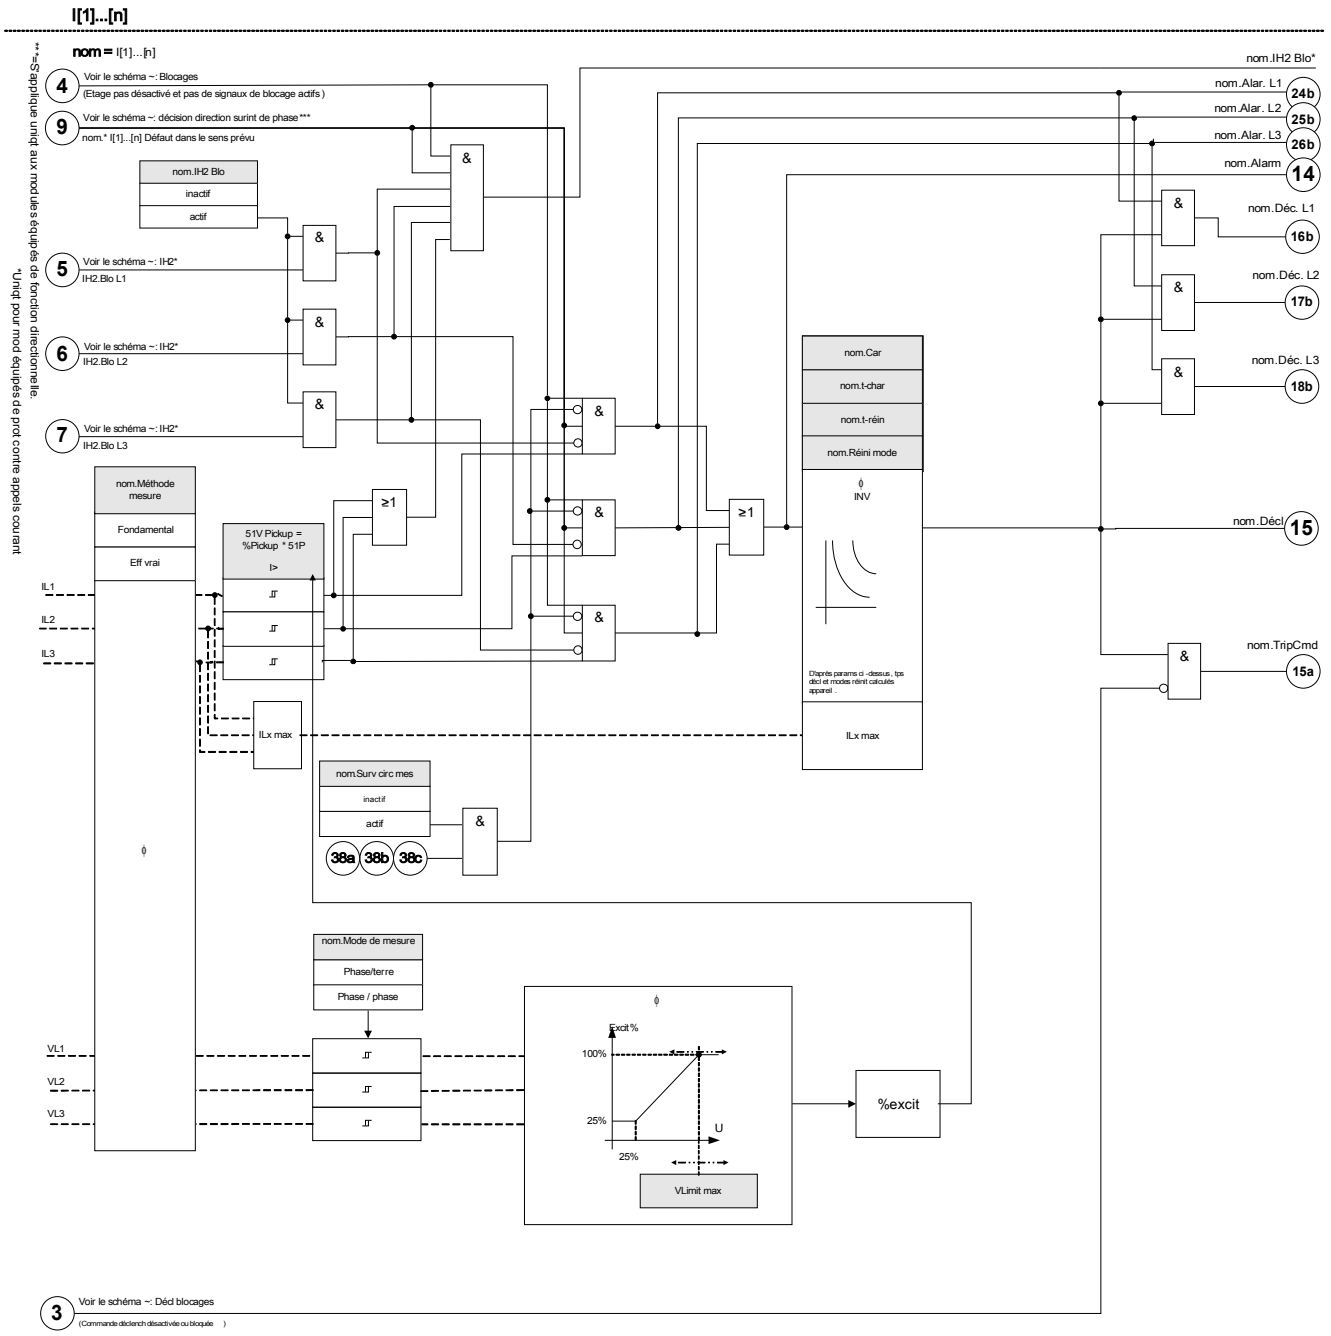 I[1]...[n]
nom = I[1]...[n]
***=S'applique uniqt aux modules équipés de fonction directionnelle.
*Uniqt pour mod équipés de prot contre appels courant
4
Voir le schéma ~: Blocages
(Etage pas désactivé et pas de signaux de blocage actifs )
9
Voir le schéma ~: décision direction surint de phase ***
nom.* I[1]...[n] Défaut dans le sens prévu
nom.IH2 Blo
inactif
actif
&
&
5
Voir le schéma ~: IH2*
IH2.Blo L1
&
6
Voir le schéma ~: IH2*
IH2.Blo L2
&
7
Voir le schéma ~: IH2*
IH2.Blo L3
nom.IH2 Blo*
nom.Alar. L1
24b
nom.Alar. L2
25b
nom.Alar. L3
26b
nom.Alarm
14
&
nom.Déc. L1
16b
&
nom.Déc. L2
17b
&
nom.Déc. L3
18b
nom.Méthode
mesure
Fondamental
Eff vrai
ϕ
51V Pickup =
%Pickup * 51P
I>
≥1
&
&
&
≥1
nom.Car
nom.t-char
nom.t-réin
nom.Réini mode
ϕ
INV
D'après params ci -dessus, tps
décl et modes réinit calculés
appareil .
ILx max
nom.Décl
15
&
nom.TripCmd
15a
IL1
IL2
IL3
ILx max
nom.Surv circ mes
inactif
actif
&
38a
38b
38c
nom.Mode de mesure
Phase/terre
Phase / phase
VL1
VL2
VL3
ϕ
Excit%
100%
25%
U
25%
VLimit max
%excit
3
Voir le schéma ~: Décl blocages
(Commande déclench désactivée ou bloquée )